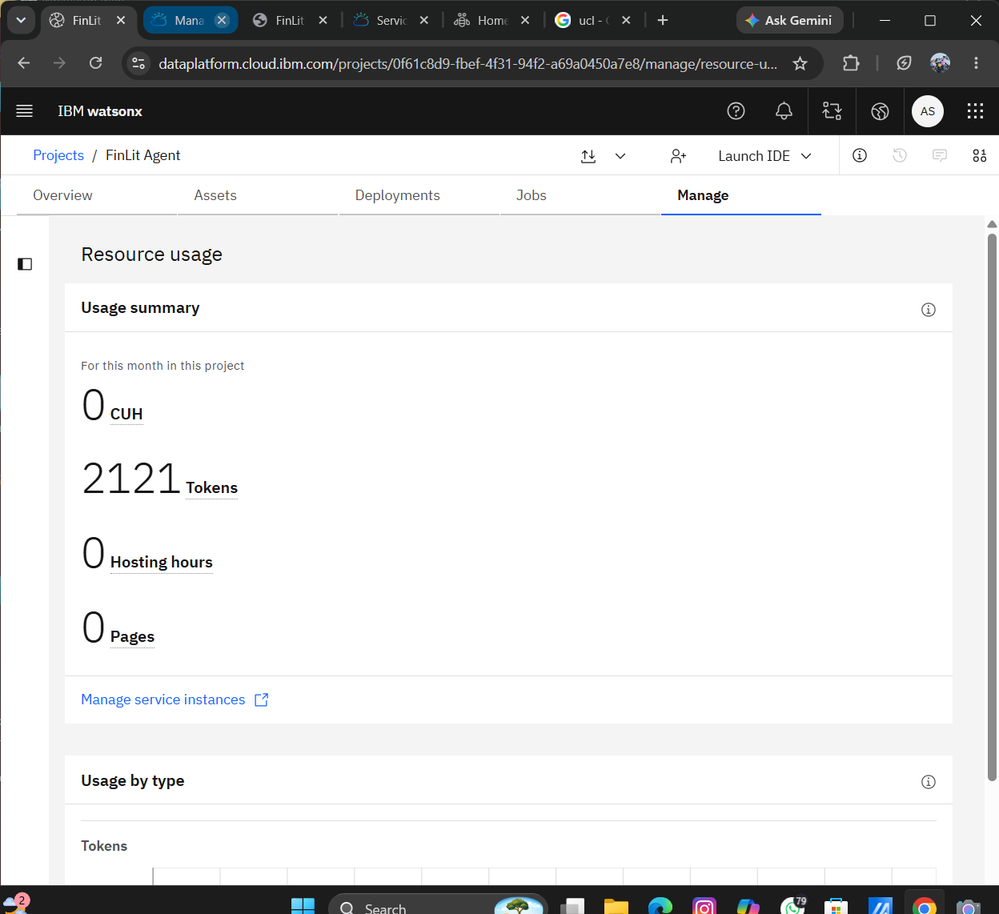 FinLit
Mana
FinLit
Servic
Home
ucl -
Ask Gemini
dataplatform.cloud.ibm.com/projects/0f61c8d9-fbef-4f31-94f2-a69a0450a7e8/manage/resource-u...
IBM watsonx
AS
Projects / FinLit Agent
Launch IDE
Overview
Assets
Deployments
Jobs
Manage
Resource usage
Usage summary
For this month in this project
0 CUH
2121 Tokens
0 Hosting hours
0 Pages
Manage service instances
Usage by type
Tokens
2
Search
79